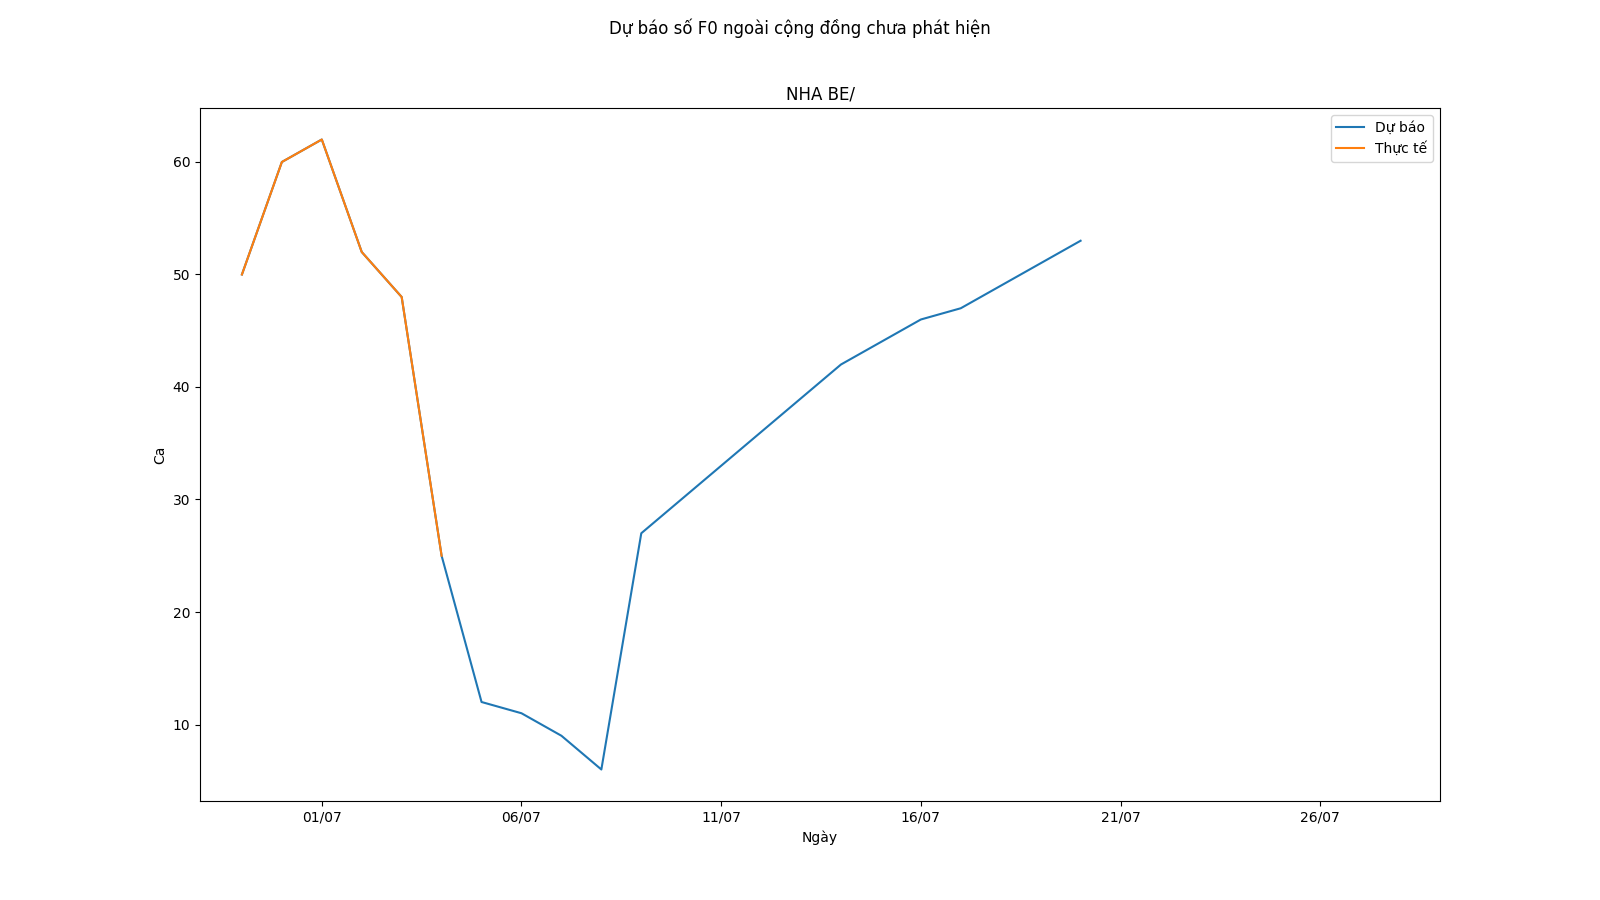 Dự báo số F0 ngoài cộng đồng chưa phát hiện
NHA BE/
Dự báo
Thực tế
60
50
40
30
20
10
Ca
01/07
06/07
11/07
16/07
21/07
26/07
Ngày